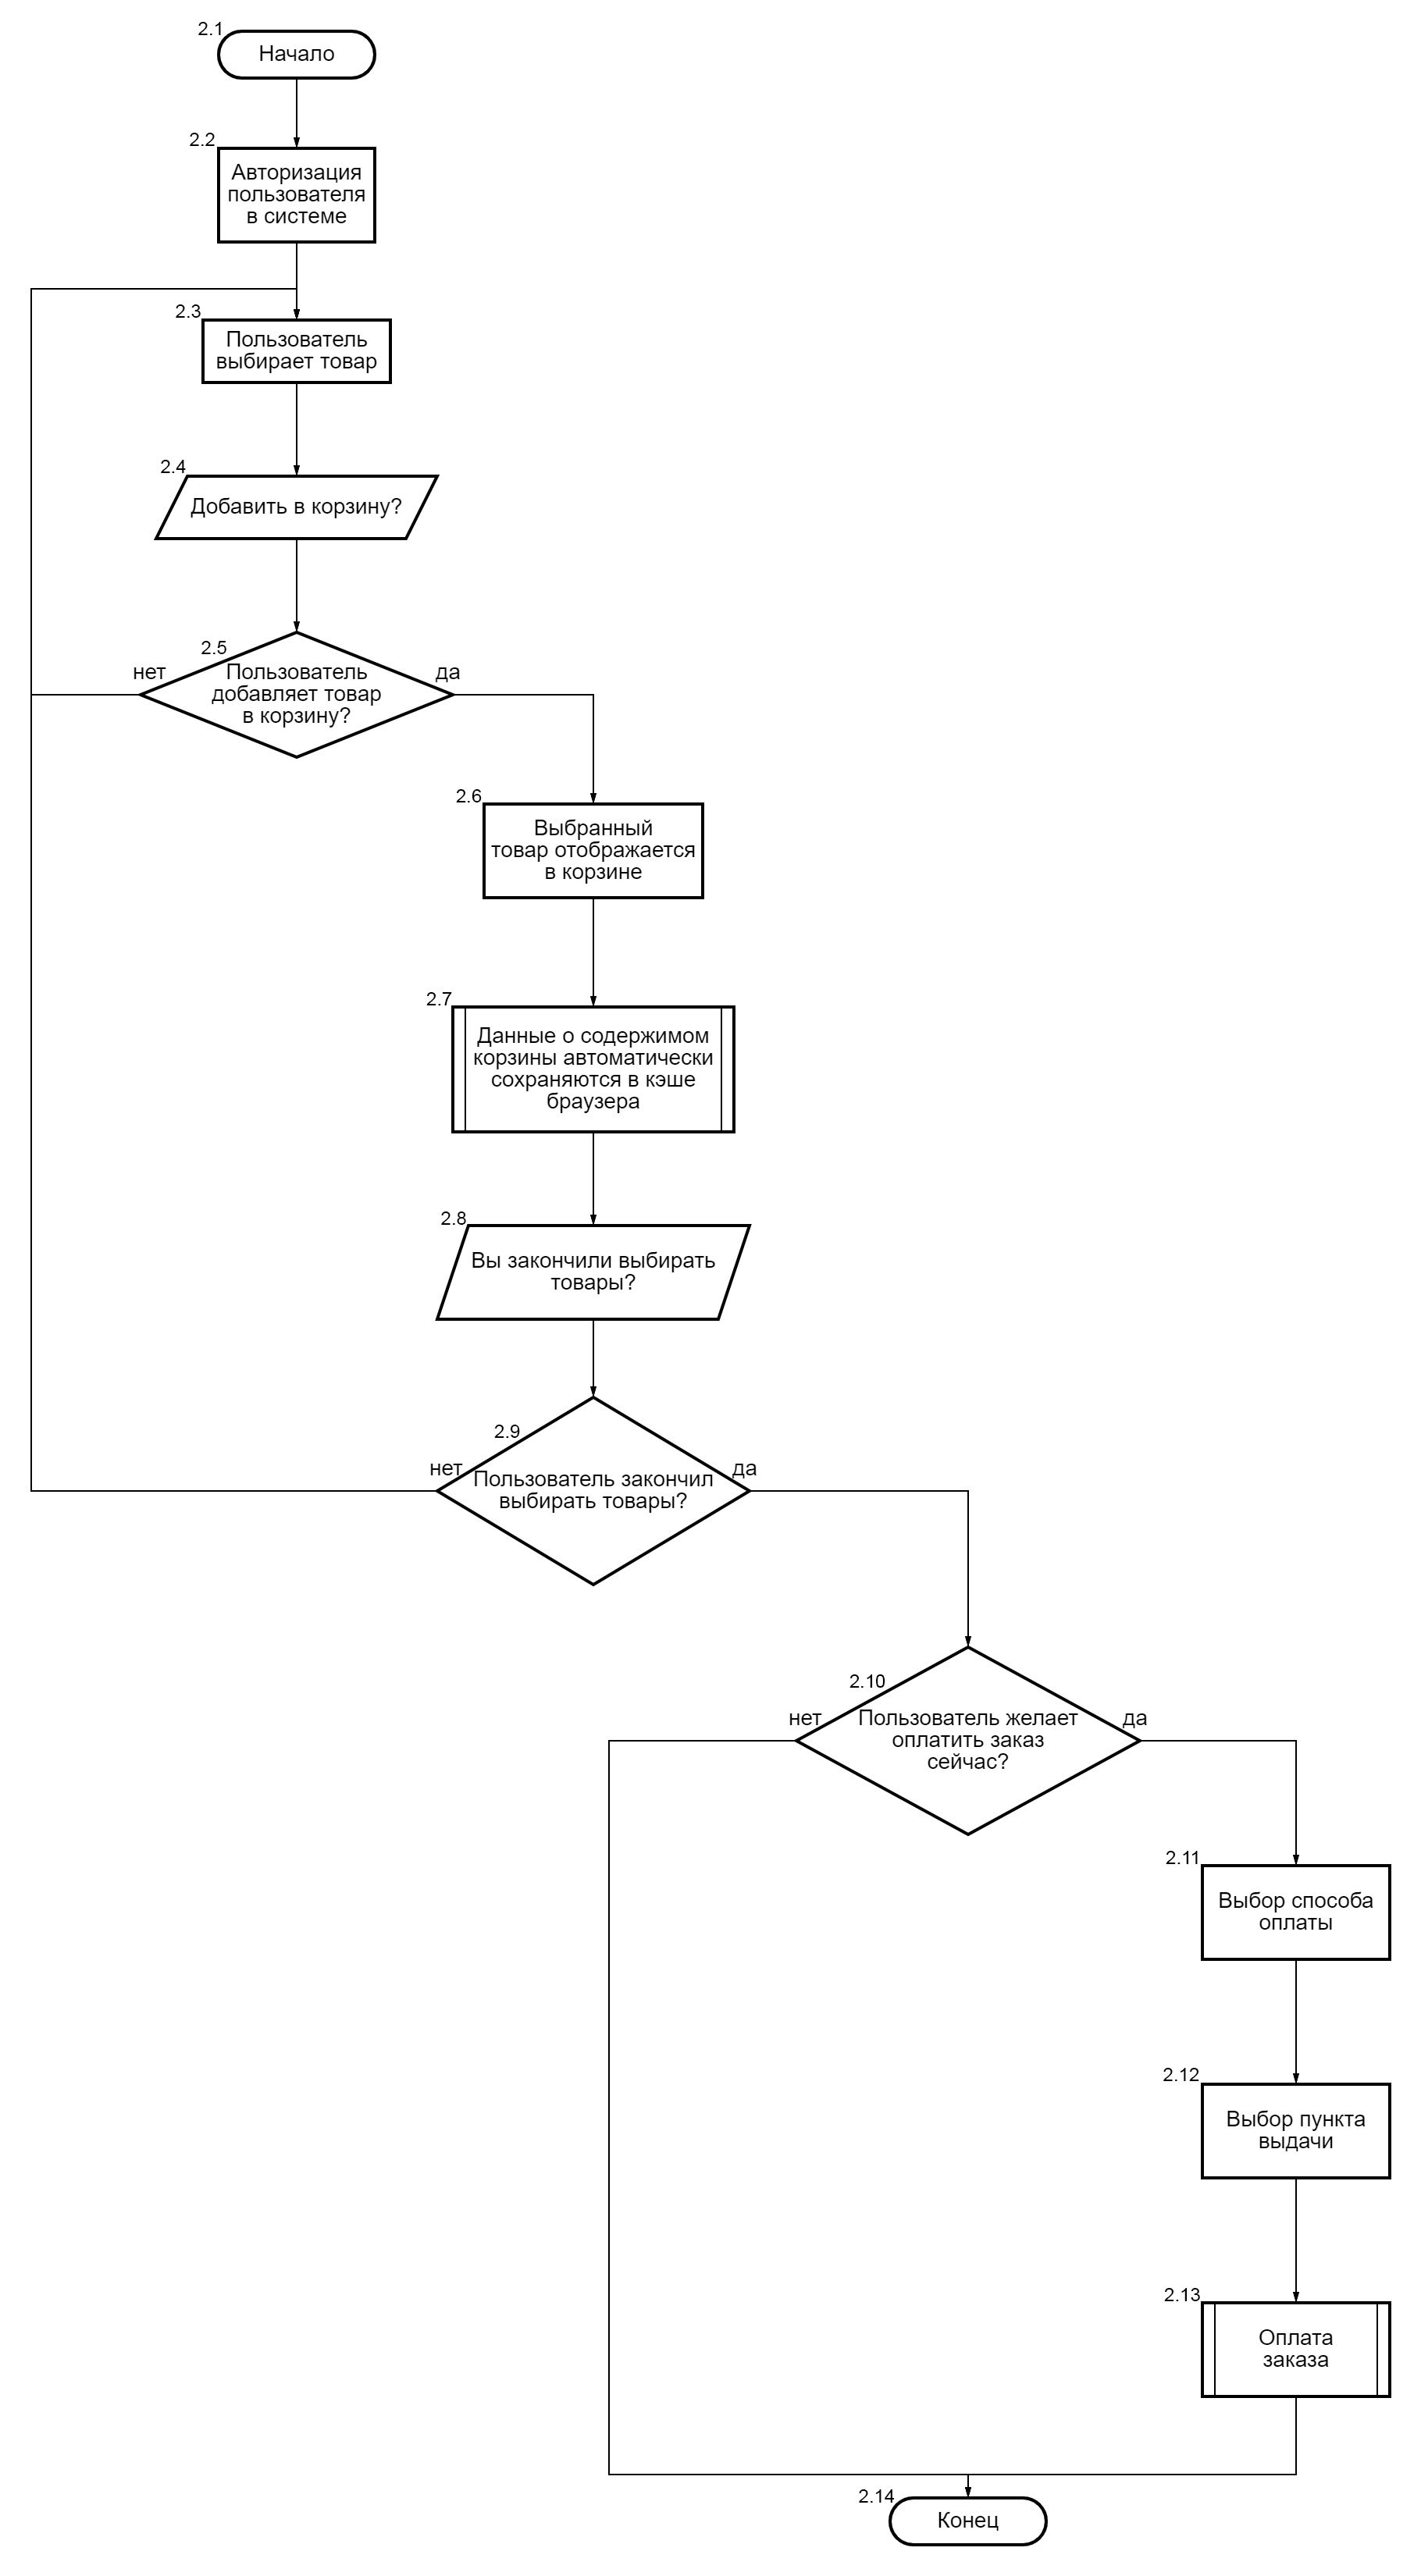 2.1
Начало
2.2
Авторизация
пользователя
в системе
2.3
Пользователь
выбирает товар
2.4
Добавить в корзину?
2.5
нет
да
Пользователь
добавляет товар
в корзину?
2.6
Выбранный
товар отображается
в корзине
2.7
Данные о содержимом
корзины автоматически
сохраняются в кэше
браузера
2.8
Вы закончили выбирать
товары?
2.9
нет
да
Пользователь закончил
выбирать товары?
2.10
нет
да
Пользователь желает
оплатить заказ
сейчас?
2.11
Выбор способа
оплаты
2.12
Выбор пункта
выдачи
2.13
Оплата
заказа
2.14
Конец